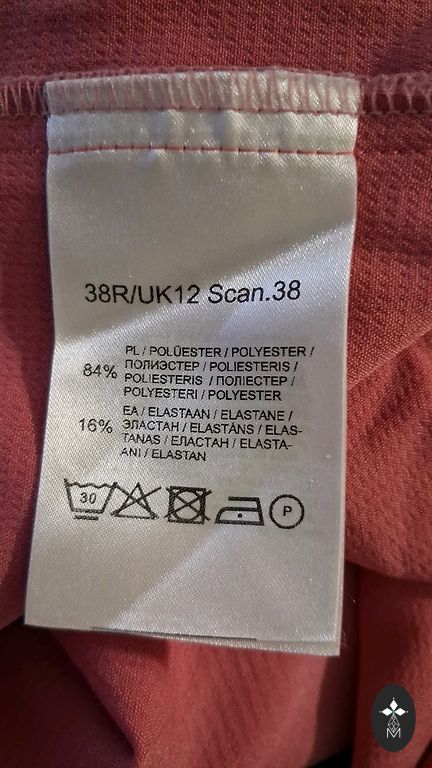 38R/UK12 Scan.38
PL / POLÜESTER / POLYESTER /
84% ПОЛИЭСТЕР / POLIESTERIS /
POLIESTERIS / ПОЛІЕСТЕР /
POLYESTERI / POLYESTER
EA / ELASTAAN / ELASTANE /
16% ЭЛАСТАН / ELASTĀNS / ELAS-
TANAS / ЕЛАСТАН / ELASTA-
ANI / ELASTAN
30
P
M